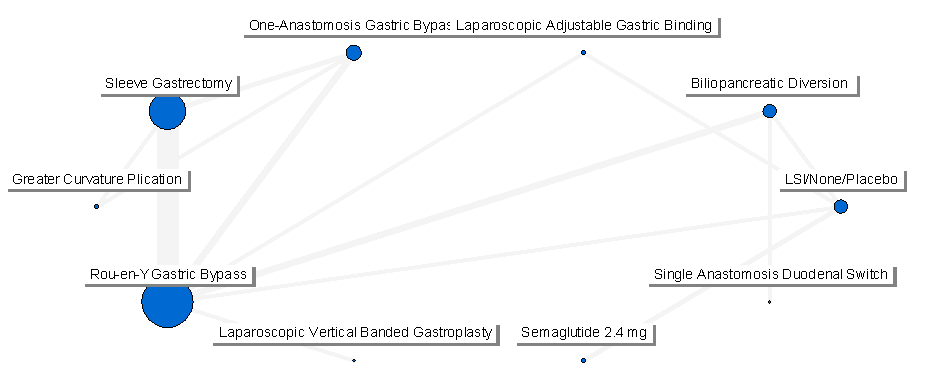 One-Anastomosis Gastric Bypas
Laparoscopic Adjustable Gastric Binding
Sleeve Gastrectomy
Biliopancreatic Diversion
Greater Curvature Plication
LSI/None/Placebo
Rou-en-Y Gastric Bypass
Single Anastomosis Duodenal Switch
Laparoscopic Vertical Banded Gastroplasty
Semaglutide 2.4 mg